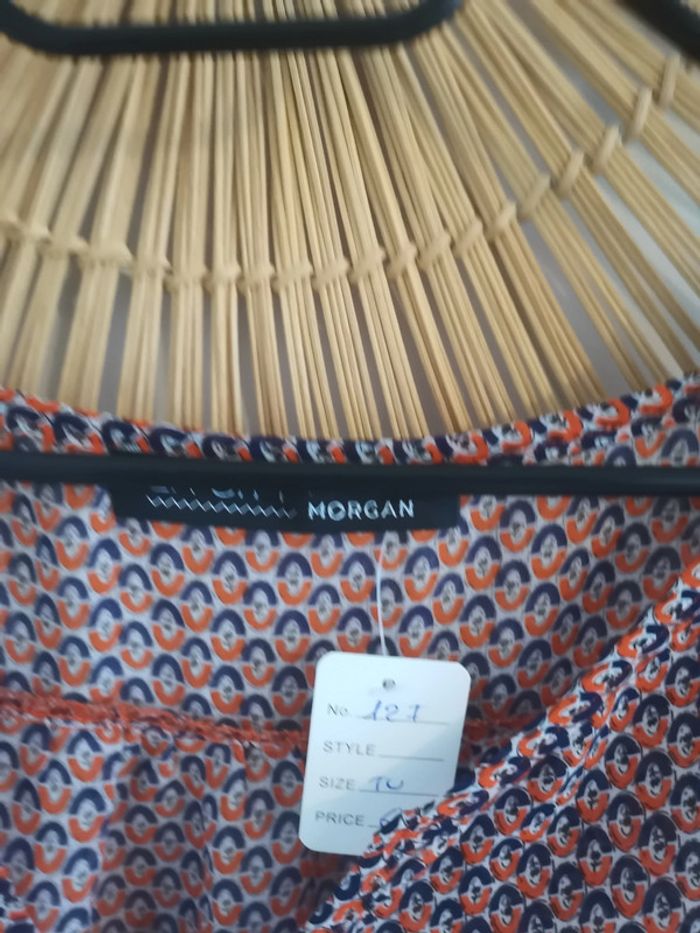 MORGAN
No. 127
STYLE
SIZE TU
PRICE